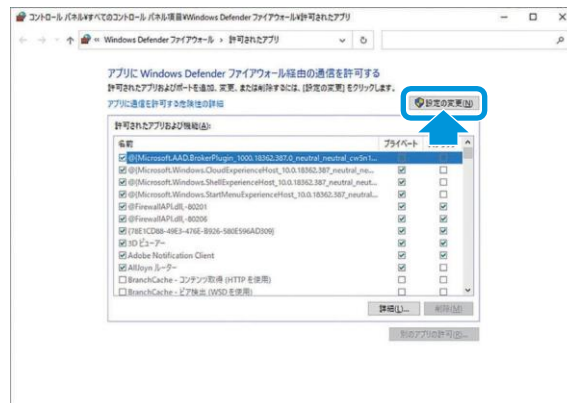 コントロール パネル¥すべてのコントロール パネル項目¥Windows Defender ファイアウォール¥許可されたアプリ
« Windows Defender ファイアウォール › 許可されたアプリ
アプリに Windows Defender ファイアウォール経由の通信を許可する
許可されたアプリおよびポートを追加、変更、または削除するには、[設定の変更] をクリックします。
アプリに通信を許可する危険性の詳細
設定の変更(N)
許可されたアプリおよび機能(A):
名前 プライベート
@{Microsoft.AAD.BrokerPlugin_1000.18362.387.0_neutral_neutral_cw5n1...
@{Microsoft.Windows.CloudExperienceHost_10.0.18362.387_neutral_ne...
@{Microsoft.Windows.ShellExperienceHost_10.0.18362.387_neutral_neut...
@{Microsoft.Windows.StartMenuExperienceHost_10.0.18362.387_neutral...
@FirewallAPI.dll,-80201
@FirewallAPI.dll,-80206
{78E1CD88-49E3-476E-B926-580E596AD309}
3D ビューアー
Adobe Notification Client
AllJoyn ルーター
BranchCache - コンテンツ取得 (HTTP を使用)
BranchCache - ピア検出 (WSD を使用)
詳細(L)... 削除(M)
別のアプリの許可(R)...